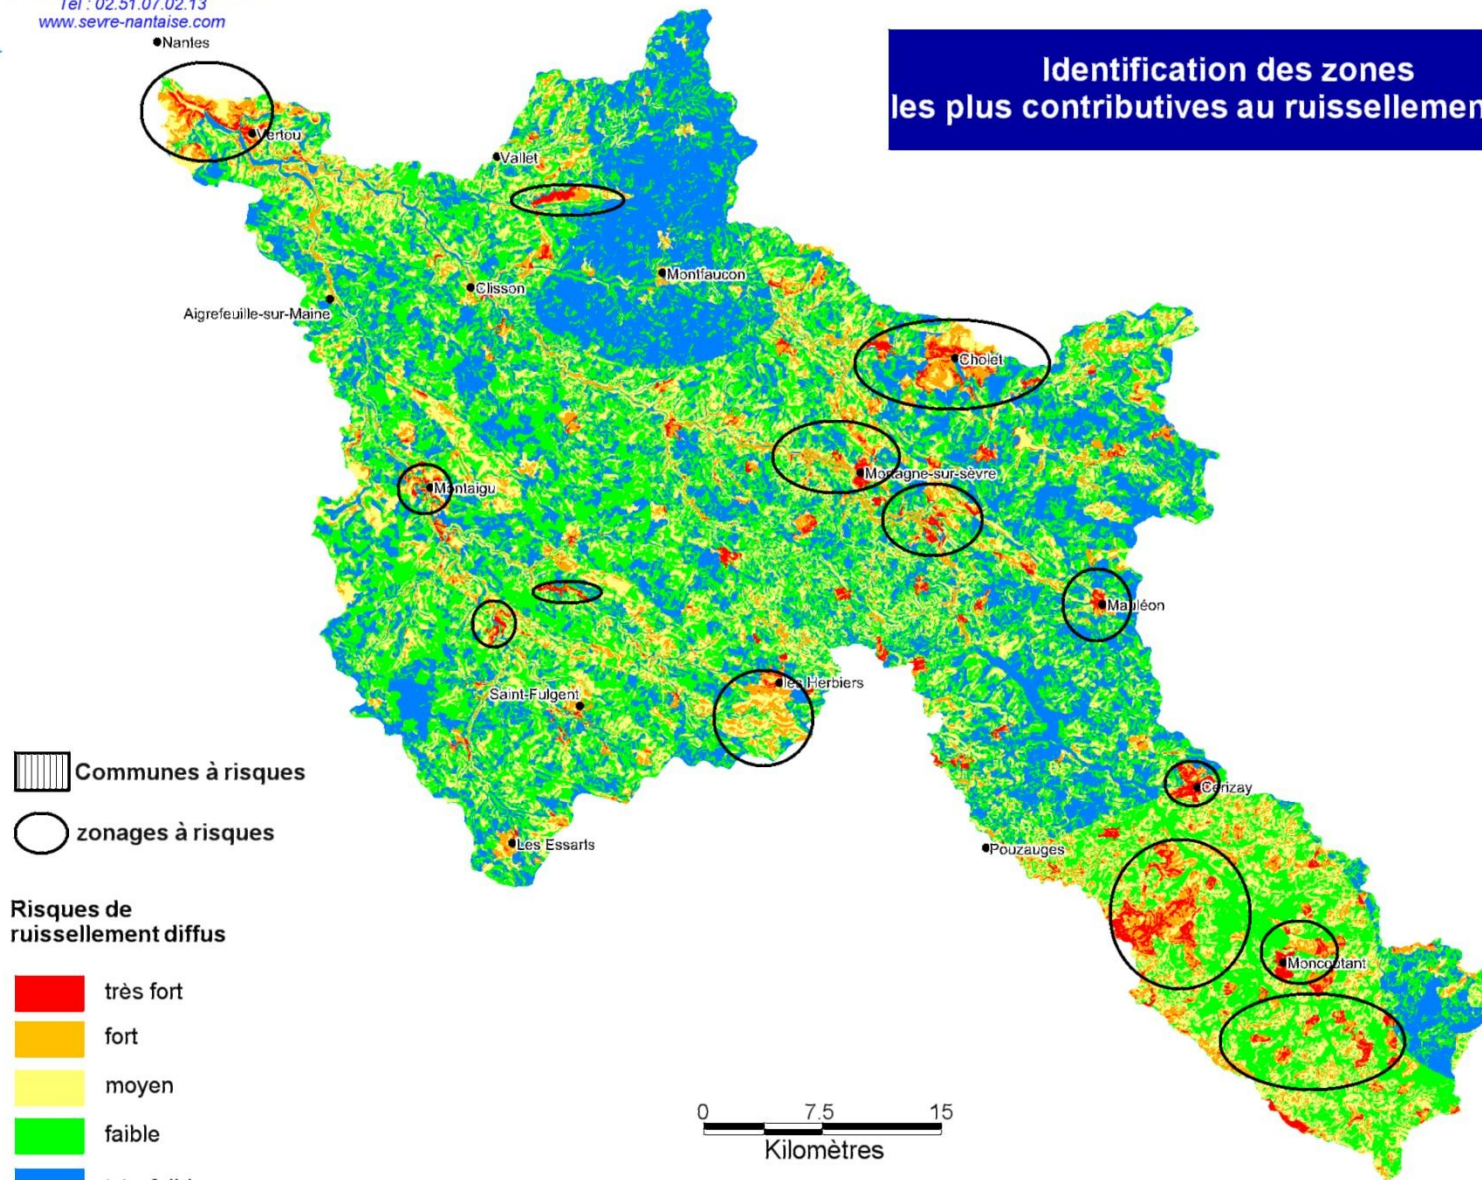 Tel : 02.51.07.02.13
www.sevre-nantaise.com
Identification des zones
les plus contributives au ruissellemen
Nantes
Vertou
Vallet
Montfaucon
Clisson
Aigrefeuille-sur-Maine
Cholet
Mortagne-sur-sèvre
Montaigu
Mauléon
les Herbiers
Saint-Fulgent
Cerizay
Les Essarts
Pouzauges
Moncoutant
Communes à risques
zonages à risques
Risques de
ruissellement diffus
très fort
fort
moyen
faible
0 7.5 15
Kilomètres